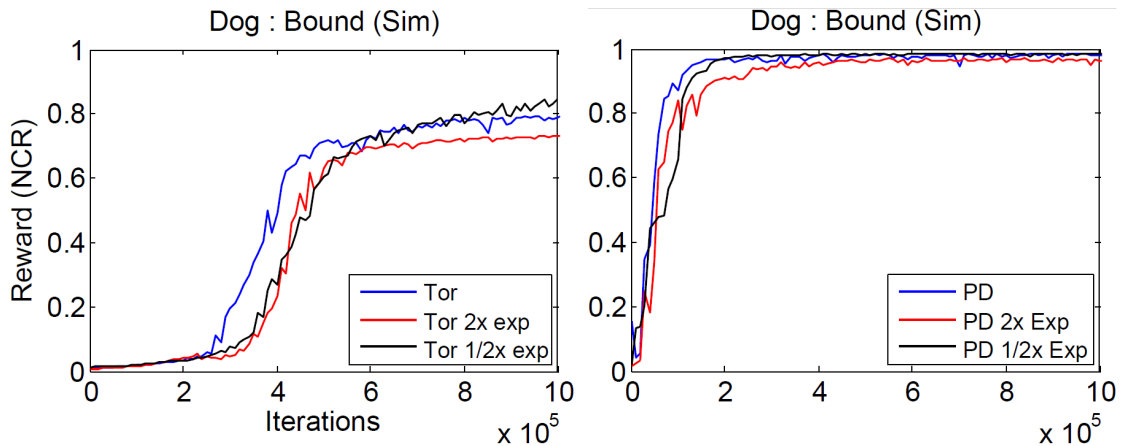 Dog : Bound (Sim)
Reward (NCR)
1
0.8
0.6
0.4
0.2
0
0 2 4 6 8 10
Iterations
x 10^5
Tor
Tor 2x exp
Tor 1/2x exp
Dog : Bound (Sim)
1
0.8
0.6
0.4
0.2
0
0 2 4 6 8 10
x 10^5
PD
PD 2x Exp
PD 1/2x Exp